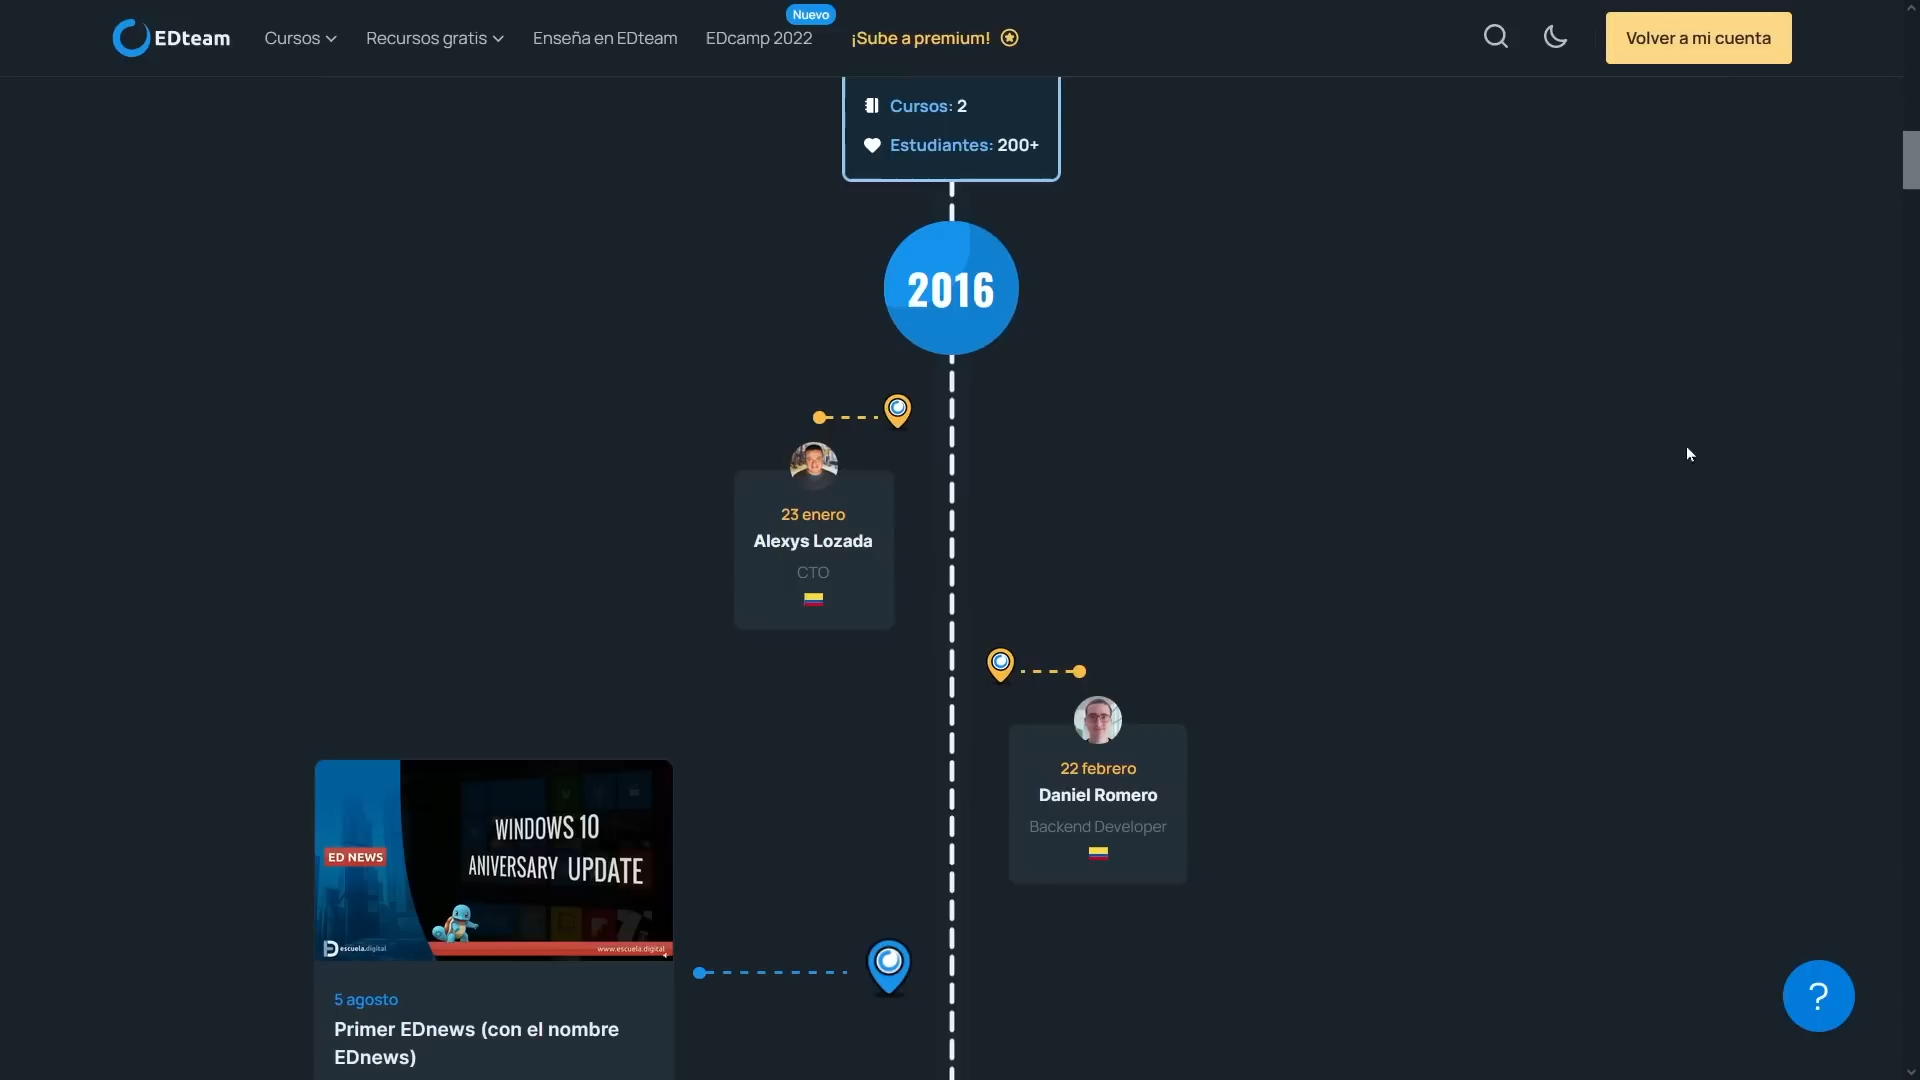 Nuevo
EDteam
Cursos
Recursos gratis
Enseña en EDteam
EDcamp 2022
¡Sube a premium!
Volver a mi cuenta
Cursos: 2
Estudiantes: 200+
2016
23 enero
Alexys Lozada
CTO
22 febrero
Daniel Romero
Backend Developer
WINDOWS 10
ANIVERSARY UPDATE
ED NEWS
escuela.digital
www.escuela.digital
5 agosto
Primer EDnews (con el nombre
EDnews)
?